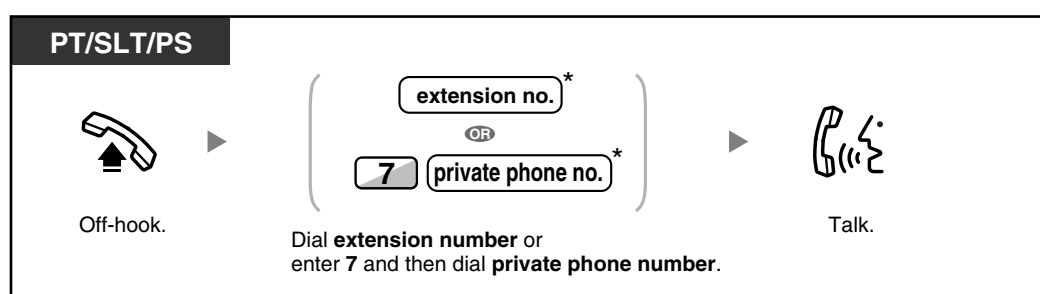 PT/SLT/PS
extension no.*
OR
7 private phone no.*
Off-hook.
Talk.
Dial extension number or
enter 7 and then dial private phone number.